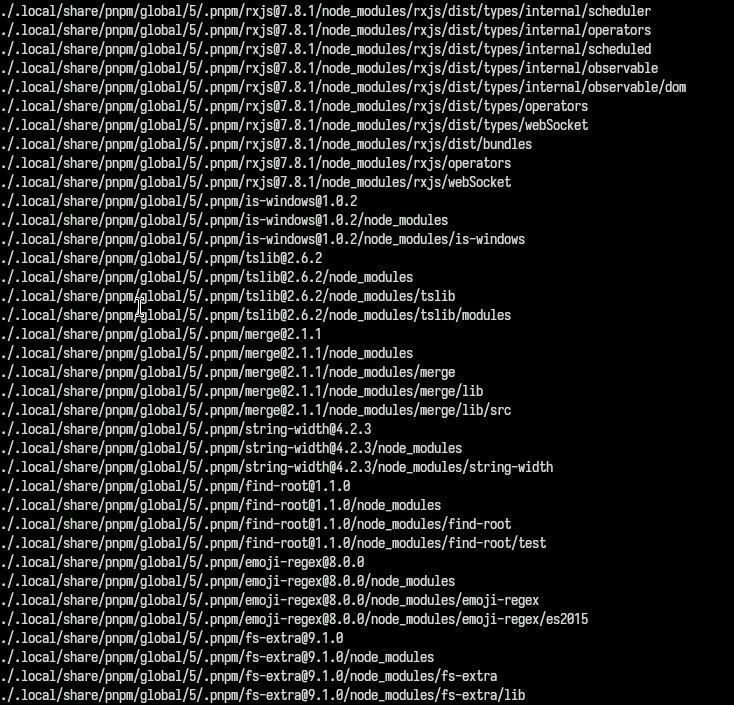 ./.local/share/pnpm/global/5/.pnpm/rxjs@7.8.1/node_modules/rxjs/dist/types/internal/scheduler
./.local/share/pnpm/global/5/.pnpm/rxjs@7.8.1/node_modules/rxjs/dist/types/internal/operators
./.local/share/pnpm/global/5/.pnpm/rxjs@7.8.1/node_modules/rxjs/dist/types/internal/scheduled
./.local/share/pnpm/global/5/.pnpm/rxjs@7.8.1/node_modules/rxjs/dist/types/internal/observable
./.local/share/pnpm/global/5/.pnpm/rxjs@7.8.1/node_modules/rxjs/dist/types/internal/observable/dom
./.local/share/pnpm/global/5/.pnpm/rxjs@7.8.1/node_modules/rxjs/dist/types/operators
./.local/share/pnpm/global/5/.pnpm/rxjs@7.8.1/node_modules/rxjs/dist/types/webSocket
./.local/share/pnpm/global/5/.pnpm/rxjs@7.8.1/node_modules/rxjs/dist/bundles
./.local/share/pnpm/global/5/.pnpm/rxjs@7.8.1/node_modules/rxjs/operators
./.local/share/pnpm/global/5/.pnpm/rxjs@7.8.1/node_modules/rxjs/webSocket
./.local/share/pnpm/global/5/.pnpm/is-windows@1.0.2
./.local/share/pnpm/global/5/.pnpm/is-windows@1.0.2/node_modules
./.local/share/pnpm/global/5/.pnpm/is-windows@1.0.2/node_modules/is-windows
./.local/share/pnpm/global/5/.pnpm/tslib@2.6.2
./.local/share/pnpm/global/5/.pnpm/tslib@2.6.2/node_modules
./.local/share/pnpm/global/5/.pnpm/tslib@2.6.2/node_modules/tslib
./.local/share/pnpm/global/5/.pnpm/tslib@2.6.2/node_modules/tslib/modules
./.local/share/pnpm/global/5/.pnpm/merge@2.1.1
./.local/share/pnpm/global/5/.pnpm/merge@2.1.1/node_modules
./.local/share/pnpm/global/5/.pnpm/merge@2.1.1/node_modules/merge
./.local/share/pnpm/global/5/.pnpm/merge@2.1.1/node_modules/merge/lib
./.local/share/pnpm/global/5/.pnpm/merge@2.1.1/node_modules/merge/lib/src
./.local/share/pnpm/global/5/.pnpm/string-width@4.2.3
./.local/share/pnpm/global/5/.pnpm/string-width@4.2.3/node_modules
./.local/share/pnpm/global/5/.pnpm/string-width@4.2.3/node_modules/string-width
./.local/share/pnpm/global/5/.pnpm/find-root@1.1.0
./.local/share/pnpm/global/5/.pnpm/find-root@1.1.0/node_modules
./.local/share/pnpm/global/5/.pnpm/find-root@1.1.0/node_modules/find-root
./.local/share/pnpm/global/5/.pnpm/find-root@1.1.0/node_modules/find-root/test
./.local/share/pnpm/global/5/.pnpm/emoji-regex@8.0.0
./.local/share/pnpm/global/5/.pnpm/emoji-regex@8.0.0/node_modules
./.local/share/pnpm/global/5/.pnpm/emoji-regex@8.0.0/node_modules/emoji-regex
./.local/share/pnpm/global/5/.pnpm/emoji-regex@8.0.0/node_modules/emoji-regex/es2015
./.local/share/pnpm/global/5/.pnpm/fs-extra@9.1.0
./.local/share/pnpm/global/5/.pnpm/fs-extra@9.1.0/node_modules
./.local/share/pnpm/global/5/.pnpm/fs-extra@9.1.0/node_modules/fs-extra
./.local/share/pnpm/global/5/.pnpm/fs-extra@9.1.0/node_modules/fs-extra/lib